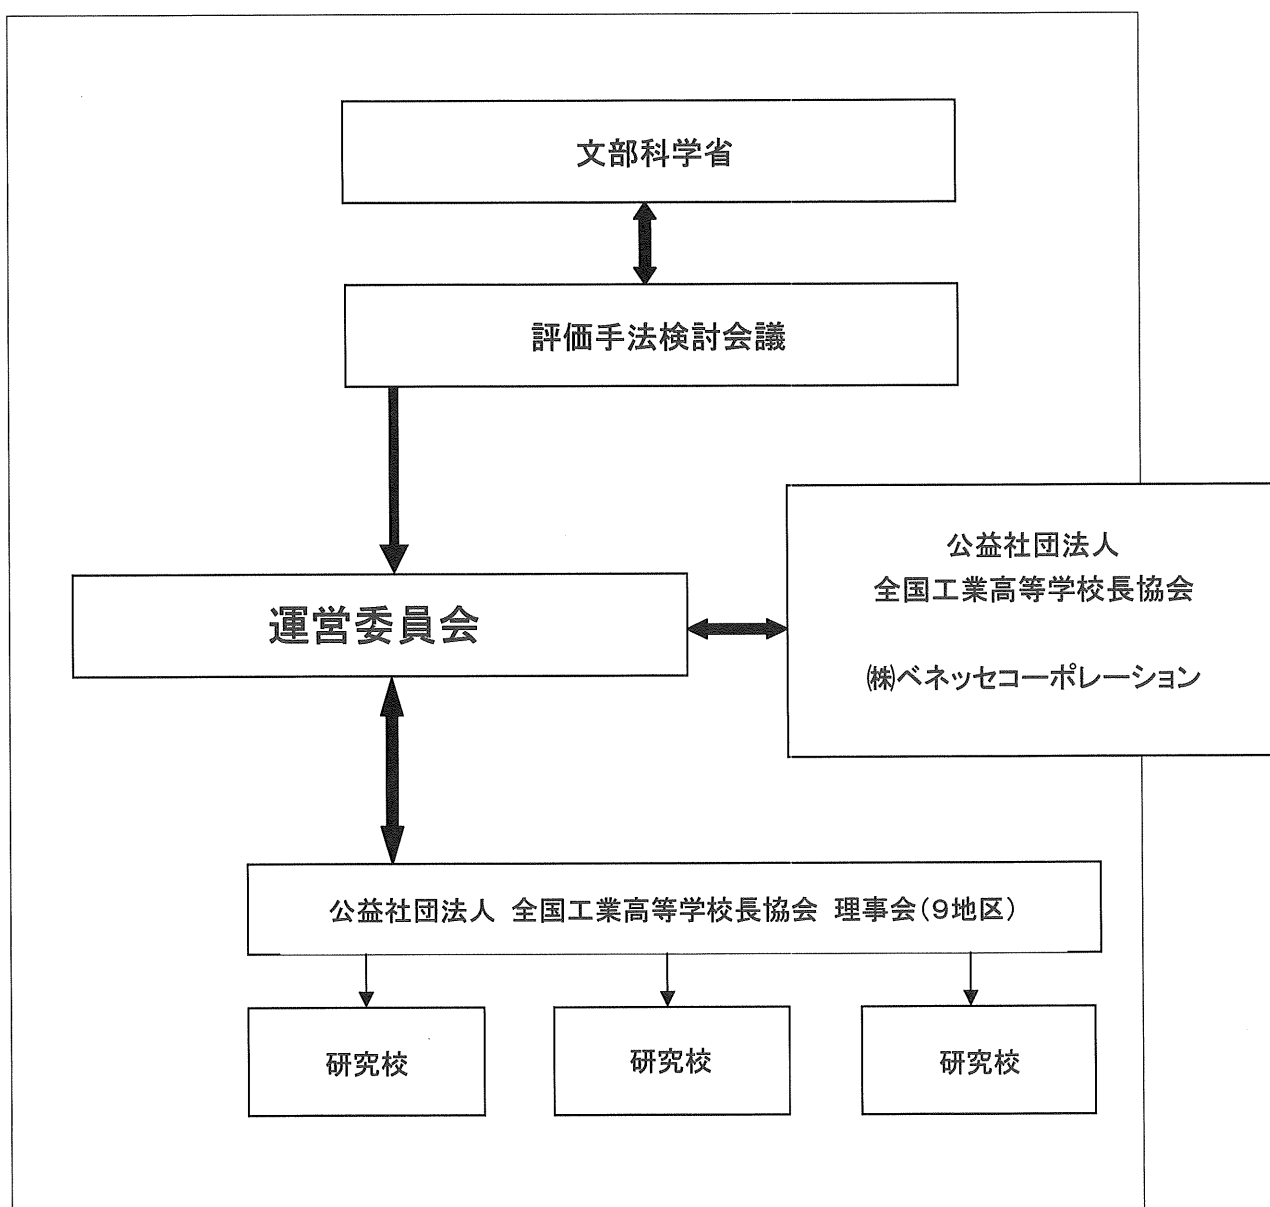 文部科学省
評価手法検討会議
公益社団法人
全国工業高等学校長協会
㈱ベネッセコーポレーション
運営委員会
公益社団法人 全国工業高等学校長協会 理事会(9地区)
研究校
研究校
研究校